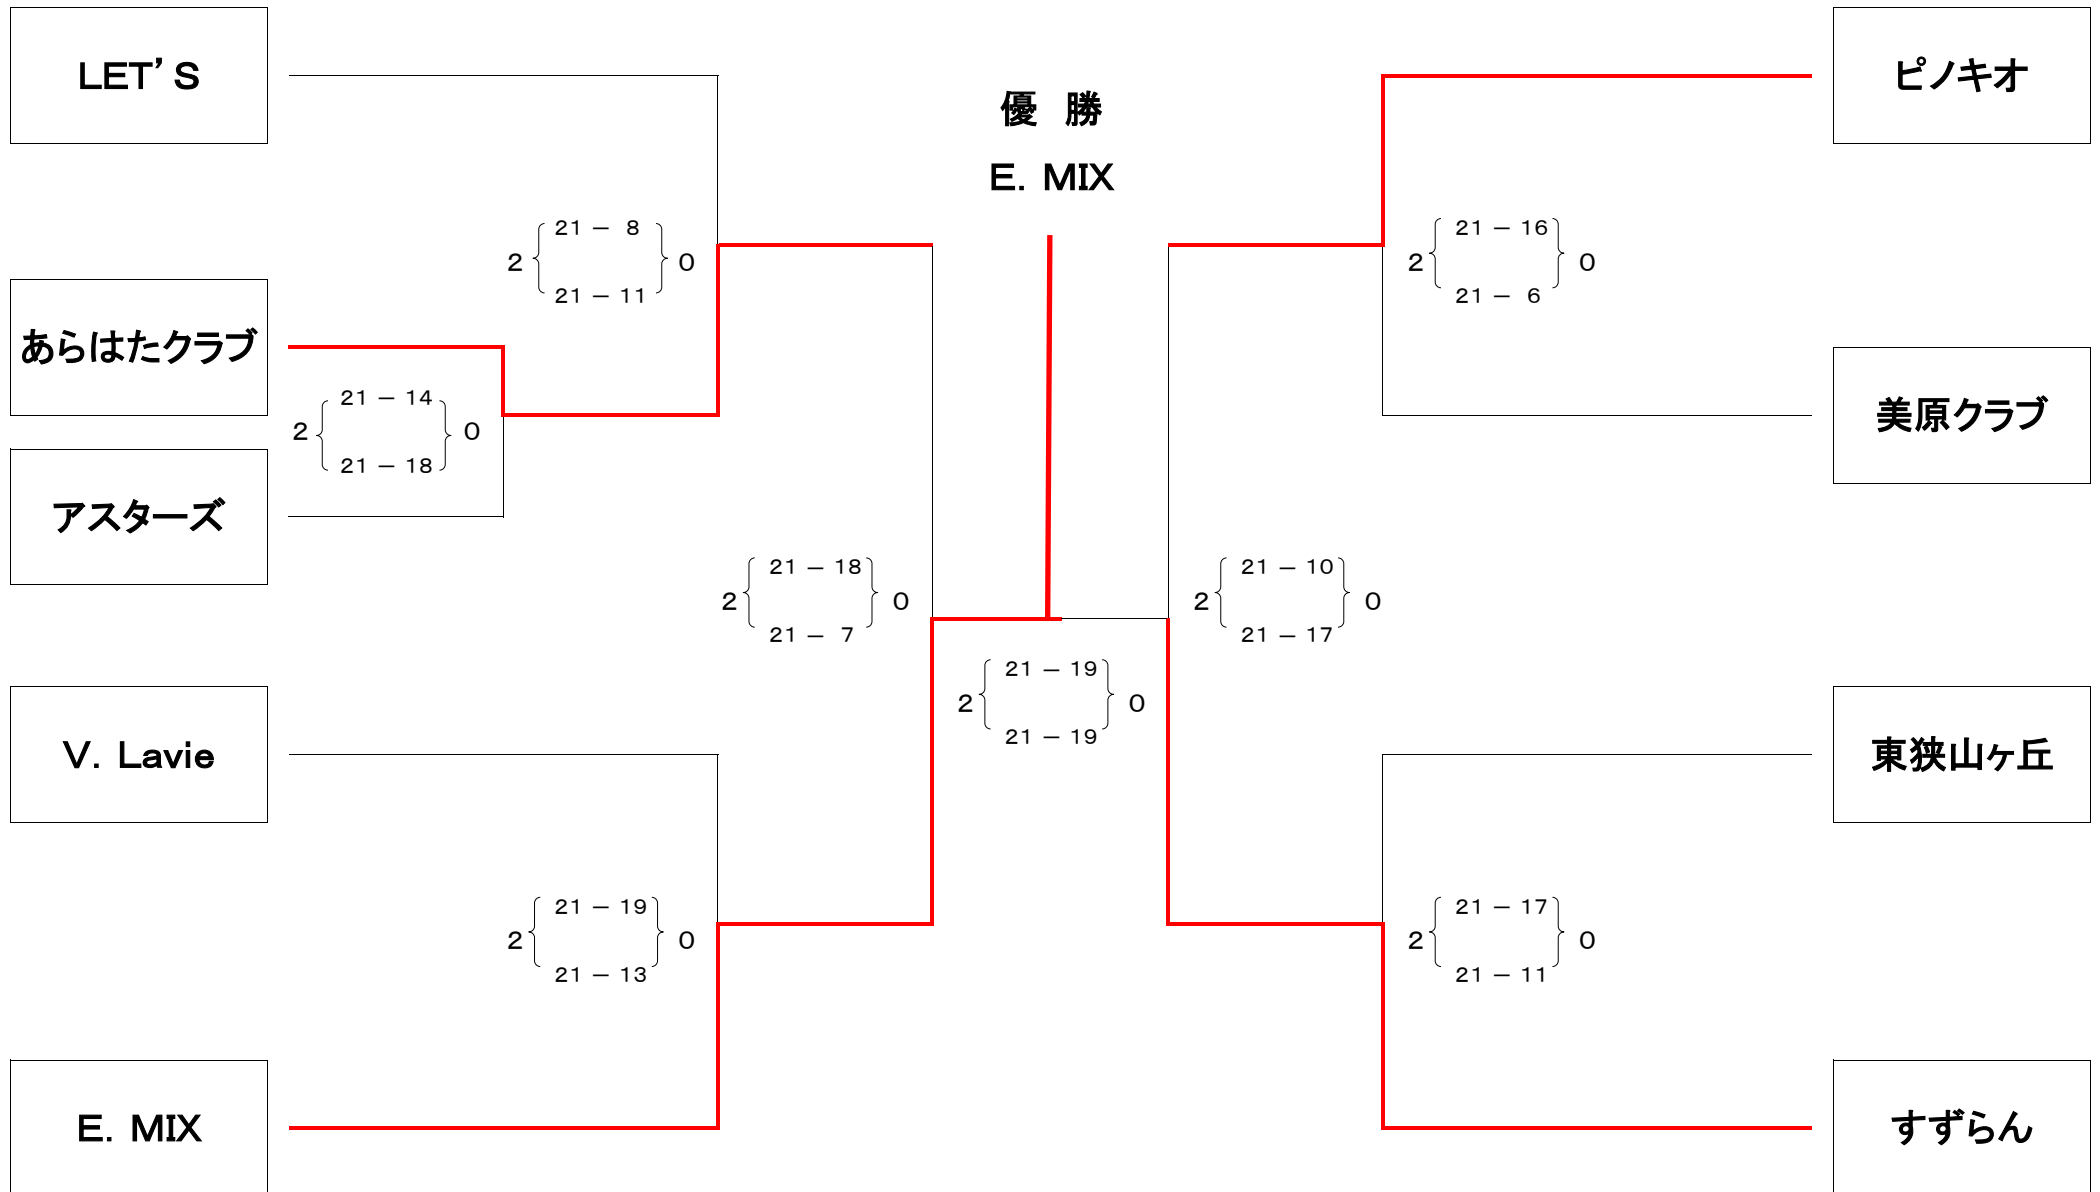 LET’S
ピノキオ
優 勝
E. MIX
21 － 8
2 0
21 － 11
21 － 16
2 0
21 － 6
あらはたクラブ
21 － 14
2 0
21 － 18
美原クラブ
アスターズ
21 － 18
2 0
21 － 7
21 － 10
2 0
21 － 17
21 － 19
2 0
21 － 19
V. Lavie
東狭山ヶ丘
21 － 19
2 0
21 － 13
21 － 17
2 0
21 － 11
E. MIX
すずらん